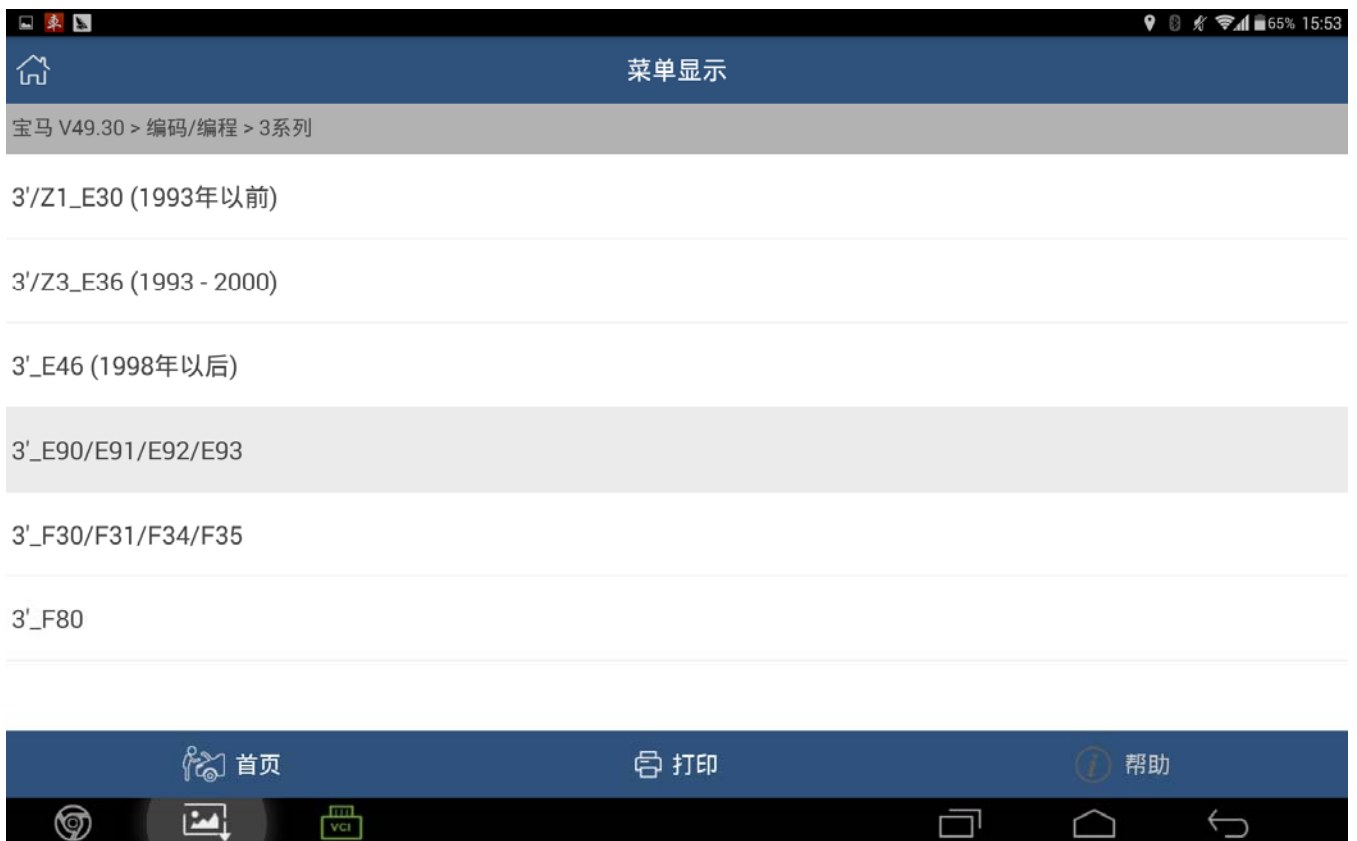 65% 15:53
菜单显示
宝马 V49.30 > 编码/编程 > 3系列
3'/Z1_E30 (1993年以前)
3'/Z3_E36 (1993 - 2000)
3'_E46 (1998年以后)
3'_E90/E91/E92/E93
3'_F30/F31/F34/F35
3'_F80
首页 打印 帮助
VCI